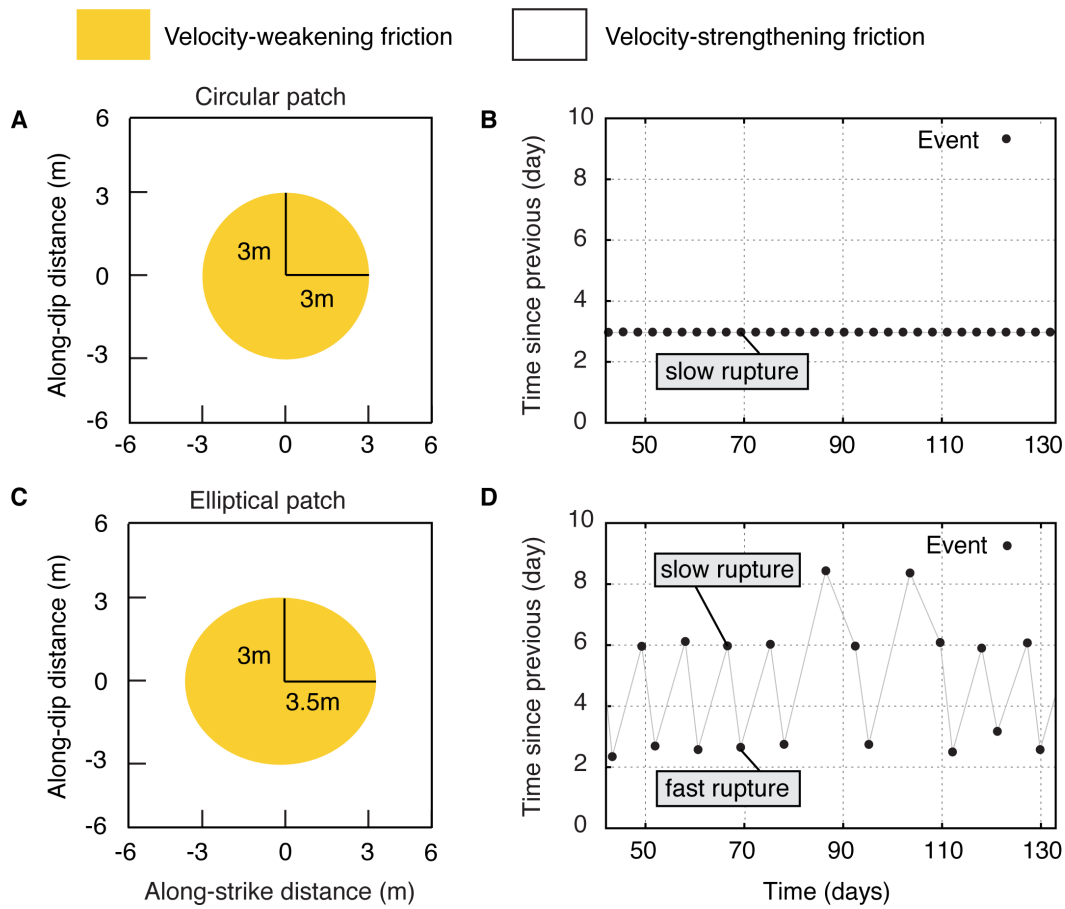 Velocity-weakening friction
Velocity-strengthening friction
A
Circular patch
Along-dip distance (m)
6
3
0
-3
-6
3m
3m
-6
-3
0
3
6
B
Time since previous (day)
10
8
6
4
2
0
Event
slow rupture
50
70
90
110
130
C
Elliptical patch
Along-dip distance (m)
6
3
0
-3
-6
3m
3.5m
-6
-3
0
3
6
Along-strike distance (m)
D
Time since previous (day)
10
8
6
4
2
0
Event
slow rupture
fast rupture
50
70
90
110
130
Time (days)